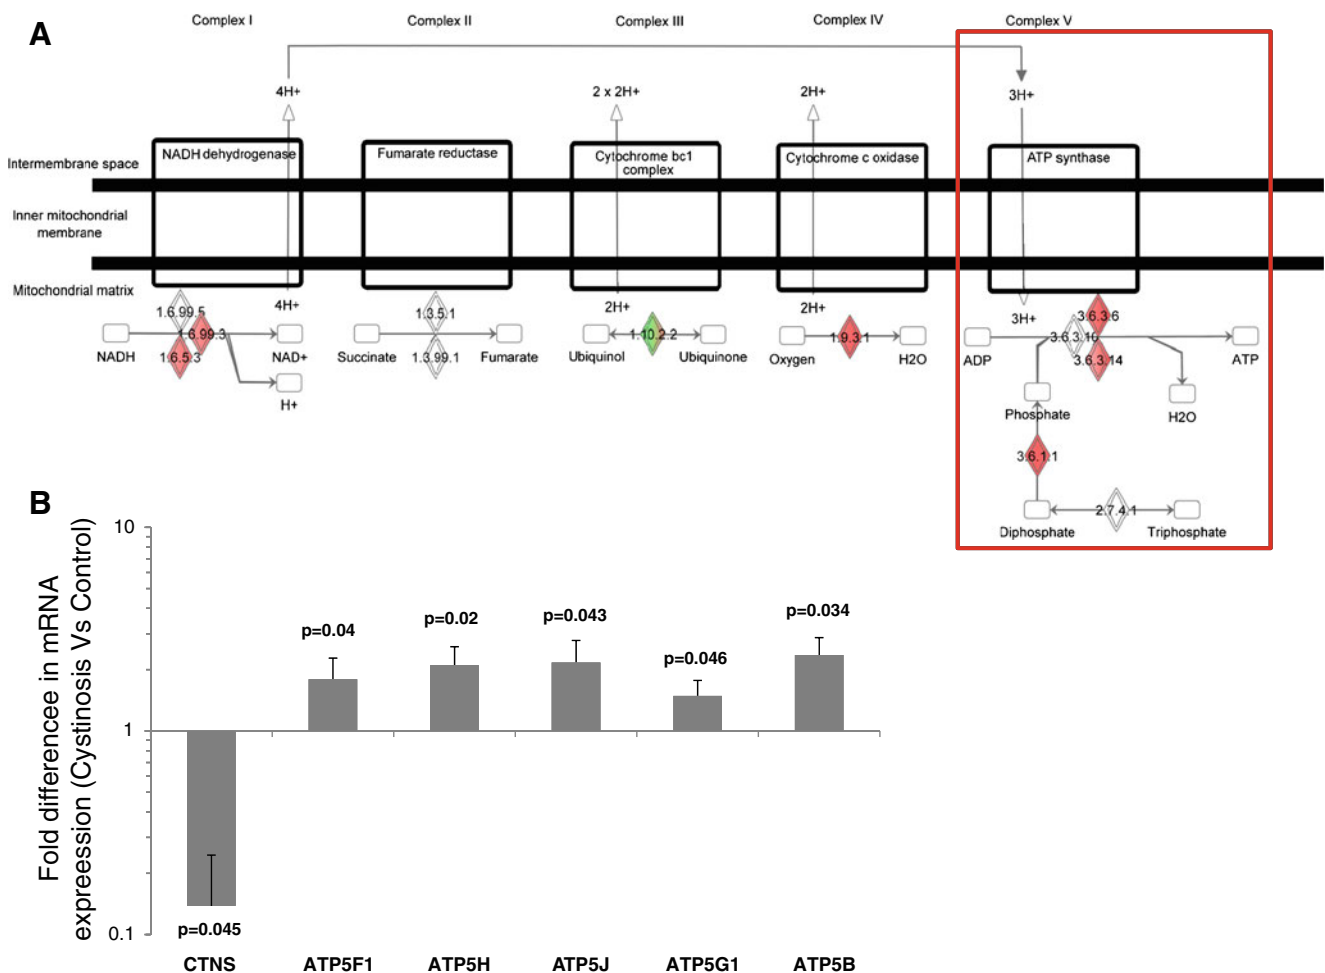 A
Complex I
Complex II
Complex III
Complex IV
Complex V
4H+
2 x 2H+
2H+
3H+
Intermembrane space
NADH dehydrogenase
Fumarate reductase
Cytochrome bc1
complex
Cytochrome c oxidase
ATP synthase
Inner mitochondrial
membrane
Mitochondrial matrix
4H+
2H+
2H+
3H+
1.6.99.5
1.6.99.3
1.6.5.3
NADH
NAD+
H+
1.3.5.1
1.3.99.1
Succinate
Fumarate
1.10.2.2
Ubiquinol
Ubiquinone
1.9.3.1
Oxygen
H2O
3.6.3.6
3.6.3.10
3.6.3.14
ADP
ATP
Phosphate
H2O
3.6.1.1
2.7.4.1
Diphosphate
Triphosphate
B
Fold differencee in mRNA
expreession (Cystinosis Vs Control)
10
1
0.1
p=0.045
p=0.04
p=0.02
p=0.043
p=0.046
p=0.034
CTNS
ATP5F1
ATP5H
ATP5J
ATP5G1
ATP5B